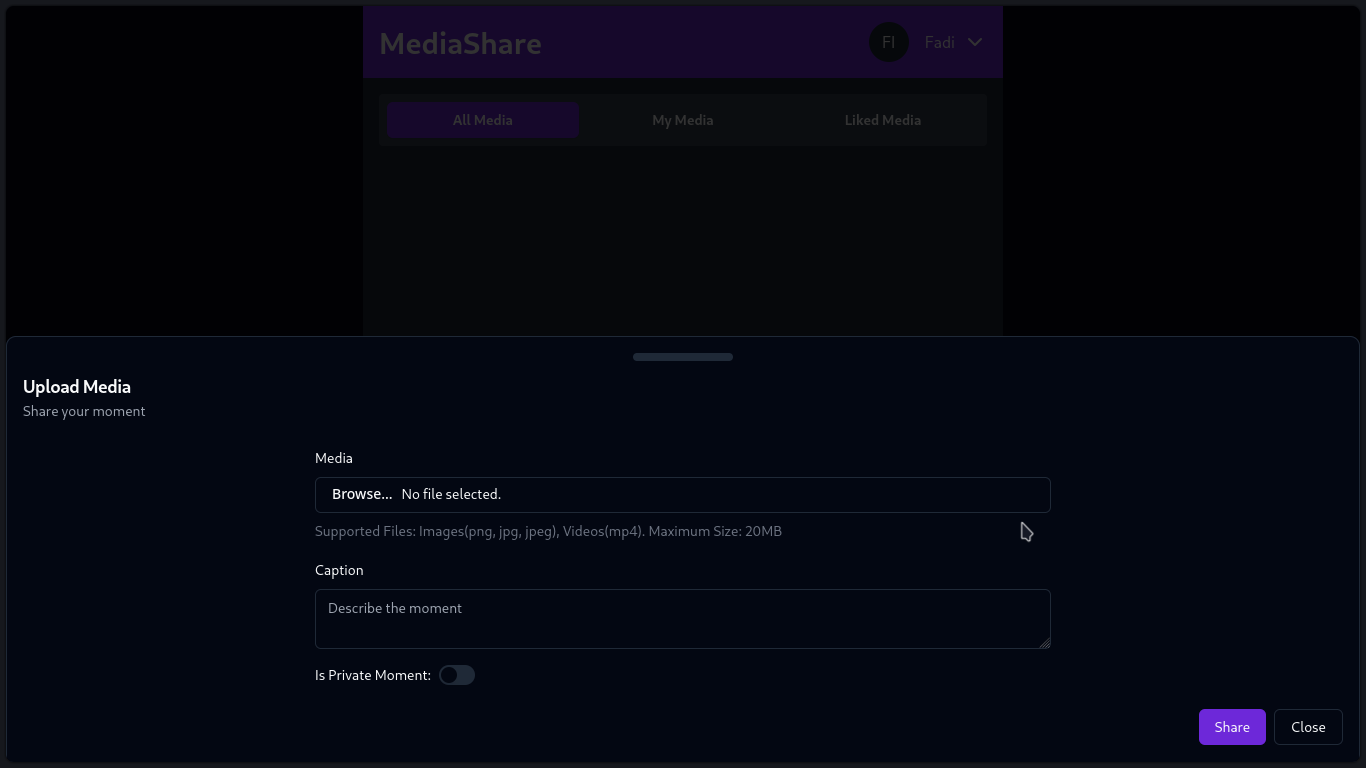 MediaShare
FI Fadi
All Media My Media Liked Media
Upload Media
Share your moment
Media
Browse... No file selected.
Supported Files: Images(png, jpg, jpeg), Videos(mp4). Maximum Size: 20MB
Caption
Describe the moment
Is Private Moment:
Share Close